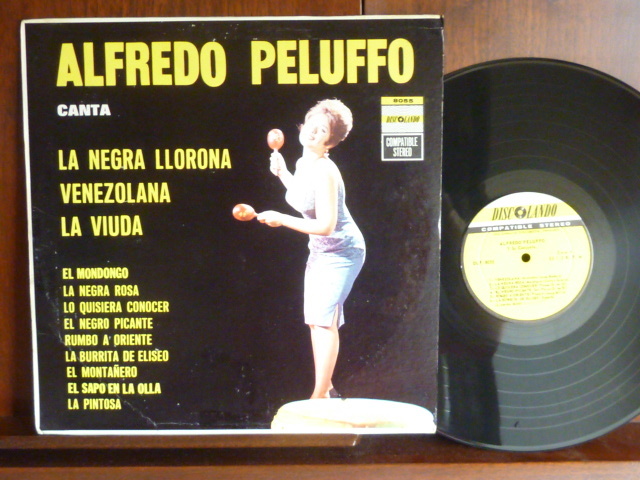 ALFREDO PELUFFO
CANTA
8055
DISCOLANDO
COMPATIBLE
STEREO
LA NEGRA LLORONA
VENEZOLANA
LA VIUDA
EL MONDONGO
LA NEGRA ROSA
LO QUISIERA CONOCER
EL NEGRO PICANTE
RUMBO A ORIENTE
LA BURRITA DE ELISEO
EL MONTAÑERO
EL SAPO EN LA OLLA
LA PINTOSA
DISCOLANDO
COMPATIBLE STEREO
ALFREDO PELUFFO